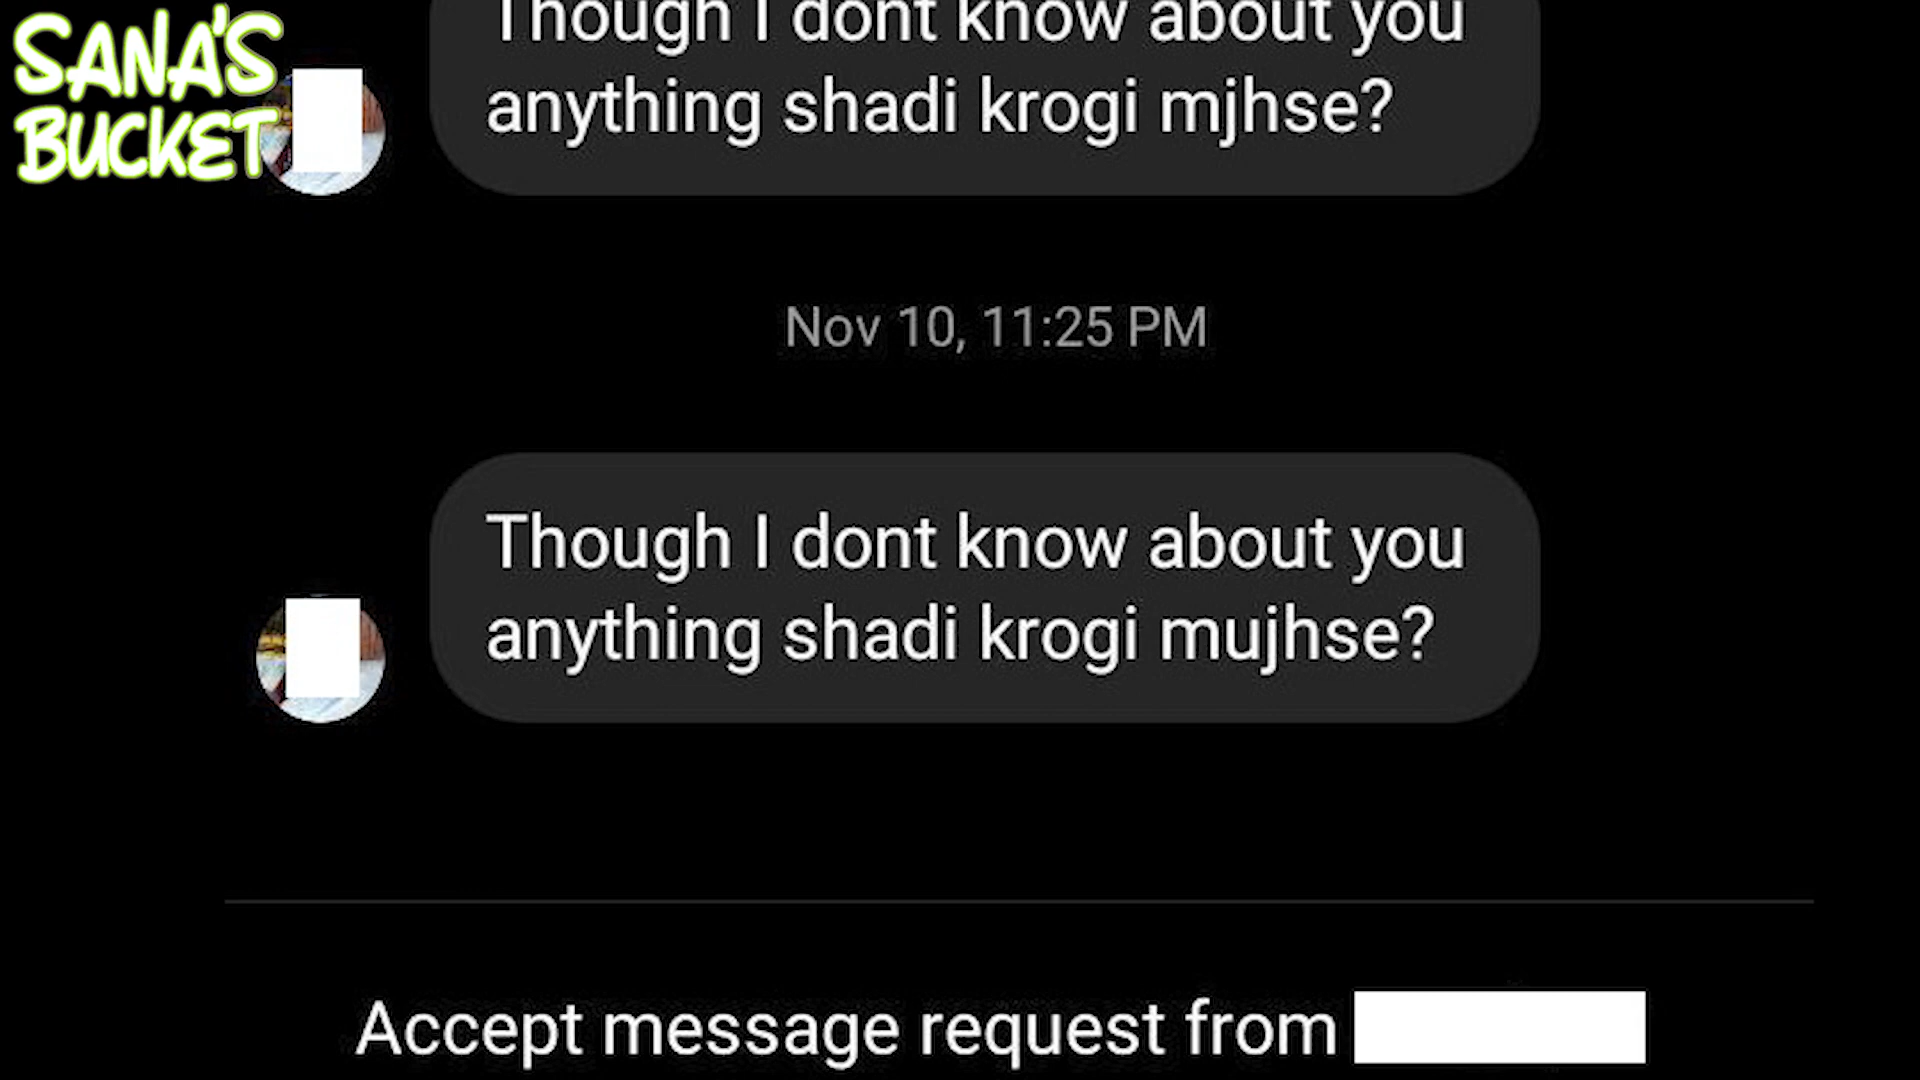 SANA'S
BUCKET
Though I dont know about you
anything shadi krogi mjhse?
Nov 10, 11:25 PM
Though I dont know about you
anything shadi krogi mujhse?
Accept message request from